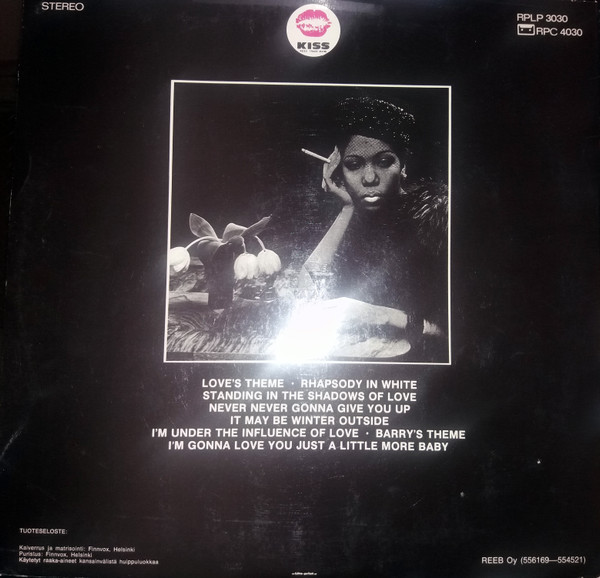 STEREO
KISS
RPLP 3030
RPC 4030
LOVE'S THEME · RHAPSODY IN WHITE
STANDING IN THE SHADOWS OF LOVE
NEVER NEVER GONNA GIVE YOU UP
IT MAY BE WINTER OUTSIDE
I'M UNDER THE INFLUENCE OF LOVE · BARRY'S THEME
I'M GONNA LOVE YOU JUST A LITTLE MORE BABY
TUOTESELOSTE:
Kaiverrus ja matrisointi: Finnvox, Helsinki
Puristus: Finnvox, Helsinki
Käytetyt raaka-aineet kansainvälistä huippuluokkaa
REEB Oy (556169—554521)